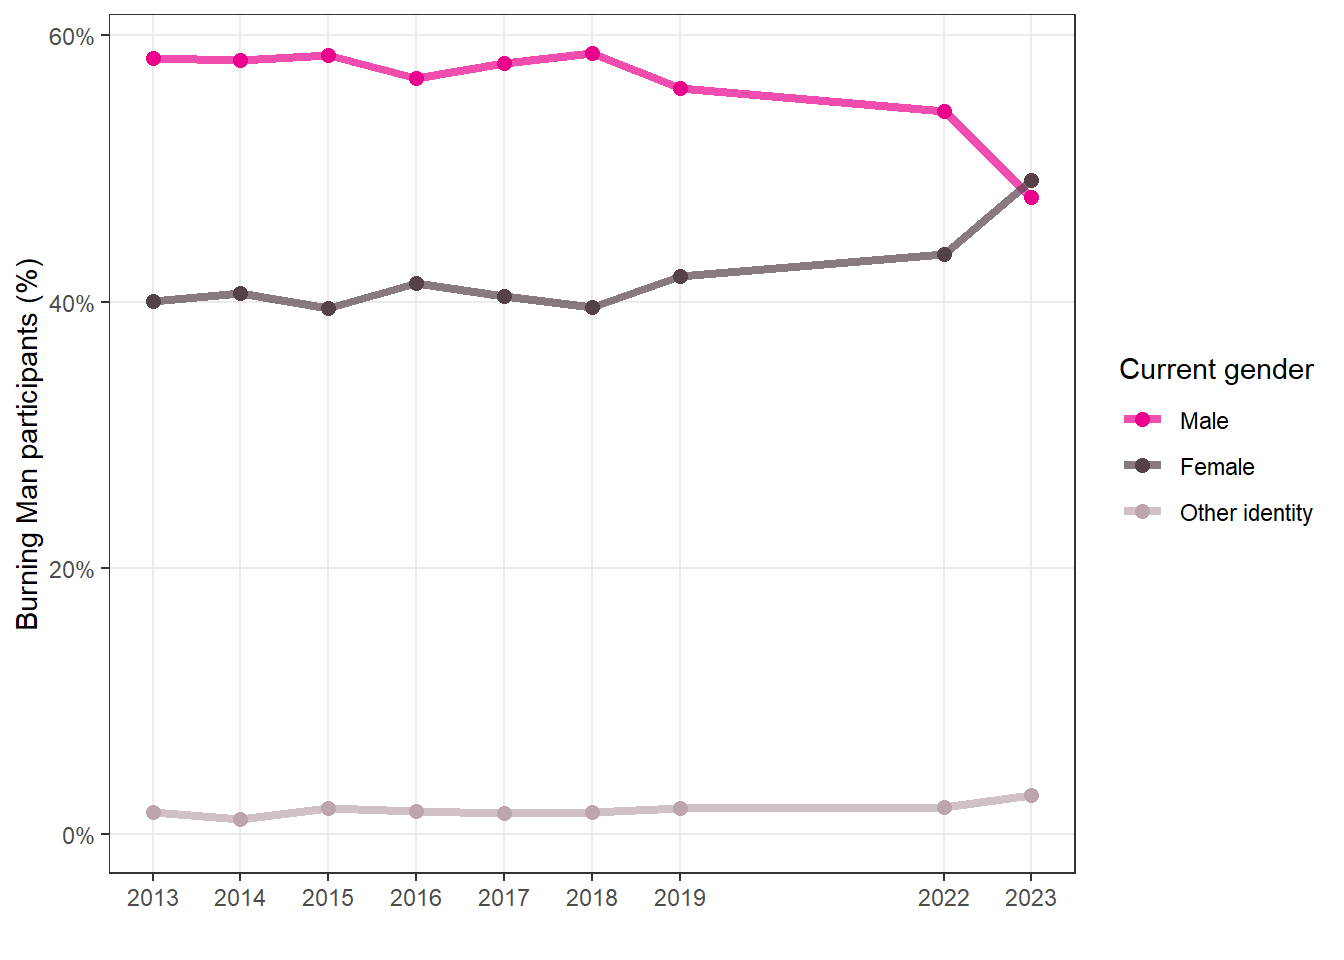 60%
40%
20%
0%
Burning Man participants (%)
2013 2014 2015 2016 2017 2018 2019 2022 2023
Current gender
Male
Female
Other identity